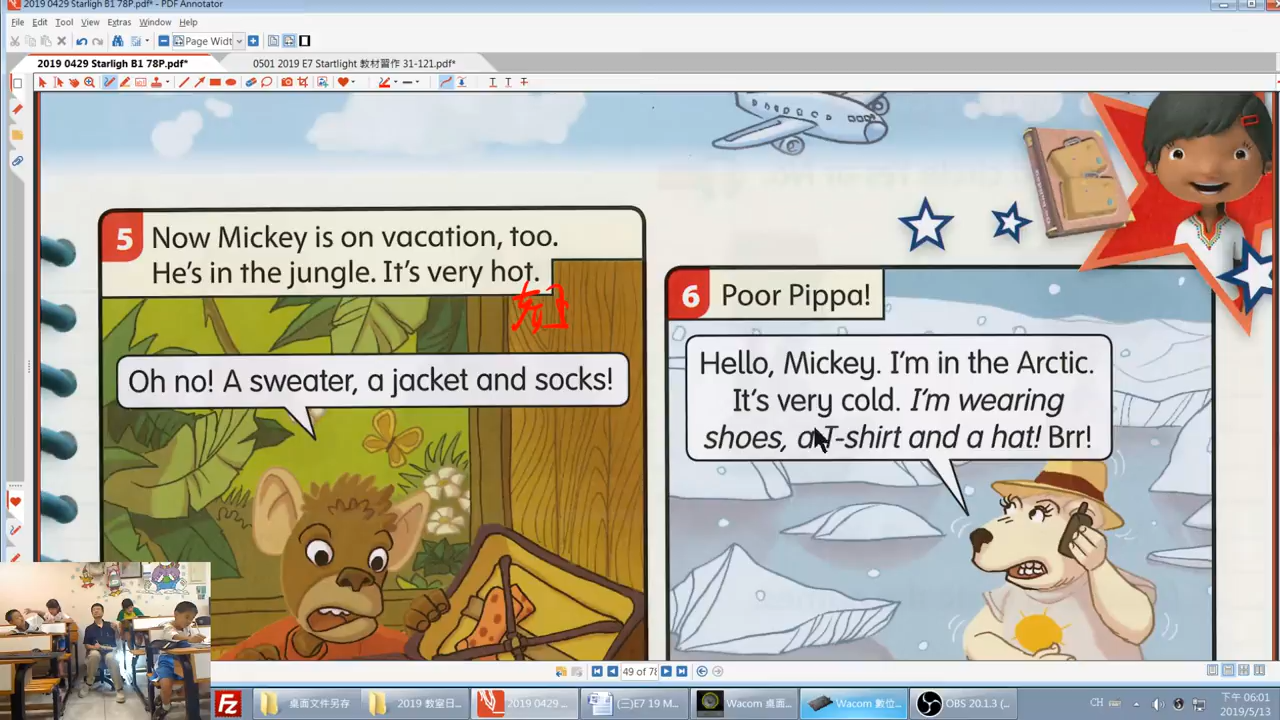 2019 0429 Starligh B1 78P.pdf* - PDF Annotator
File Edit Tool View Extras Window Help
Page Widt
2019 0429 Starligh B1 78P.pdf*
0501 2019 E7 Startlight 教材習作 31-121.pdf*
5 Now Mickey is on vacation, too.
He's in the jungle. It's very hot.
Oh no! A sweater, a jacket and socks!
6 Poor Pippa!
Hello, Mickey. I'm in the Arctic.
It's very cold. I'm wearing
shoes, a T-shirt and a hat! Brr!
49 of 78
桌面文件另存
2019 教室日...
2019 0429 ...
(三)E7 19 M...
Wacom 桌面...
Wacom 數位...
OBS 20.1.3 (...
CH
下午 06:01
2019/5/13